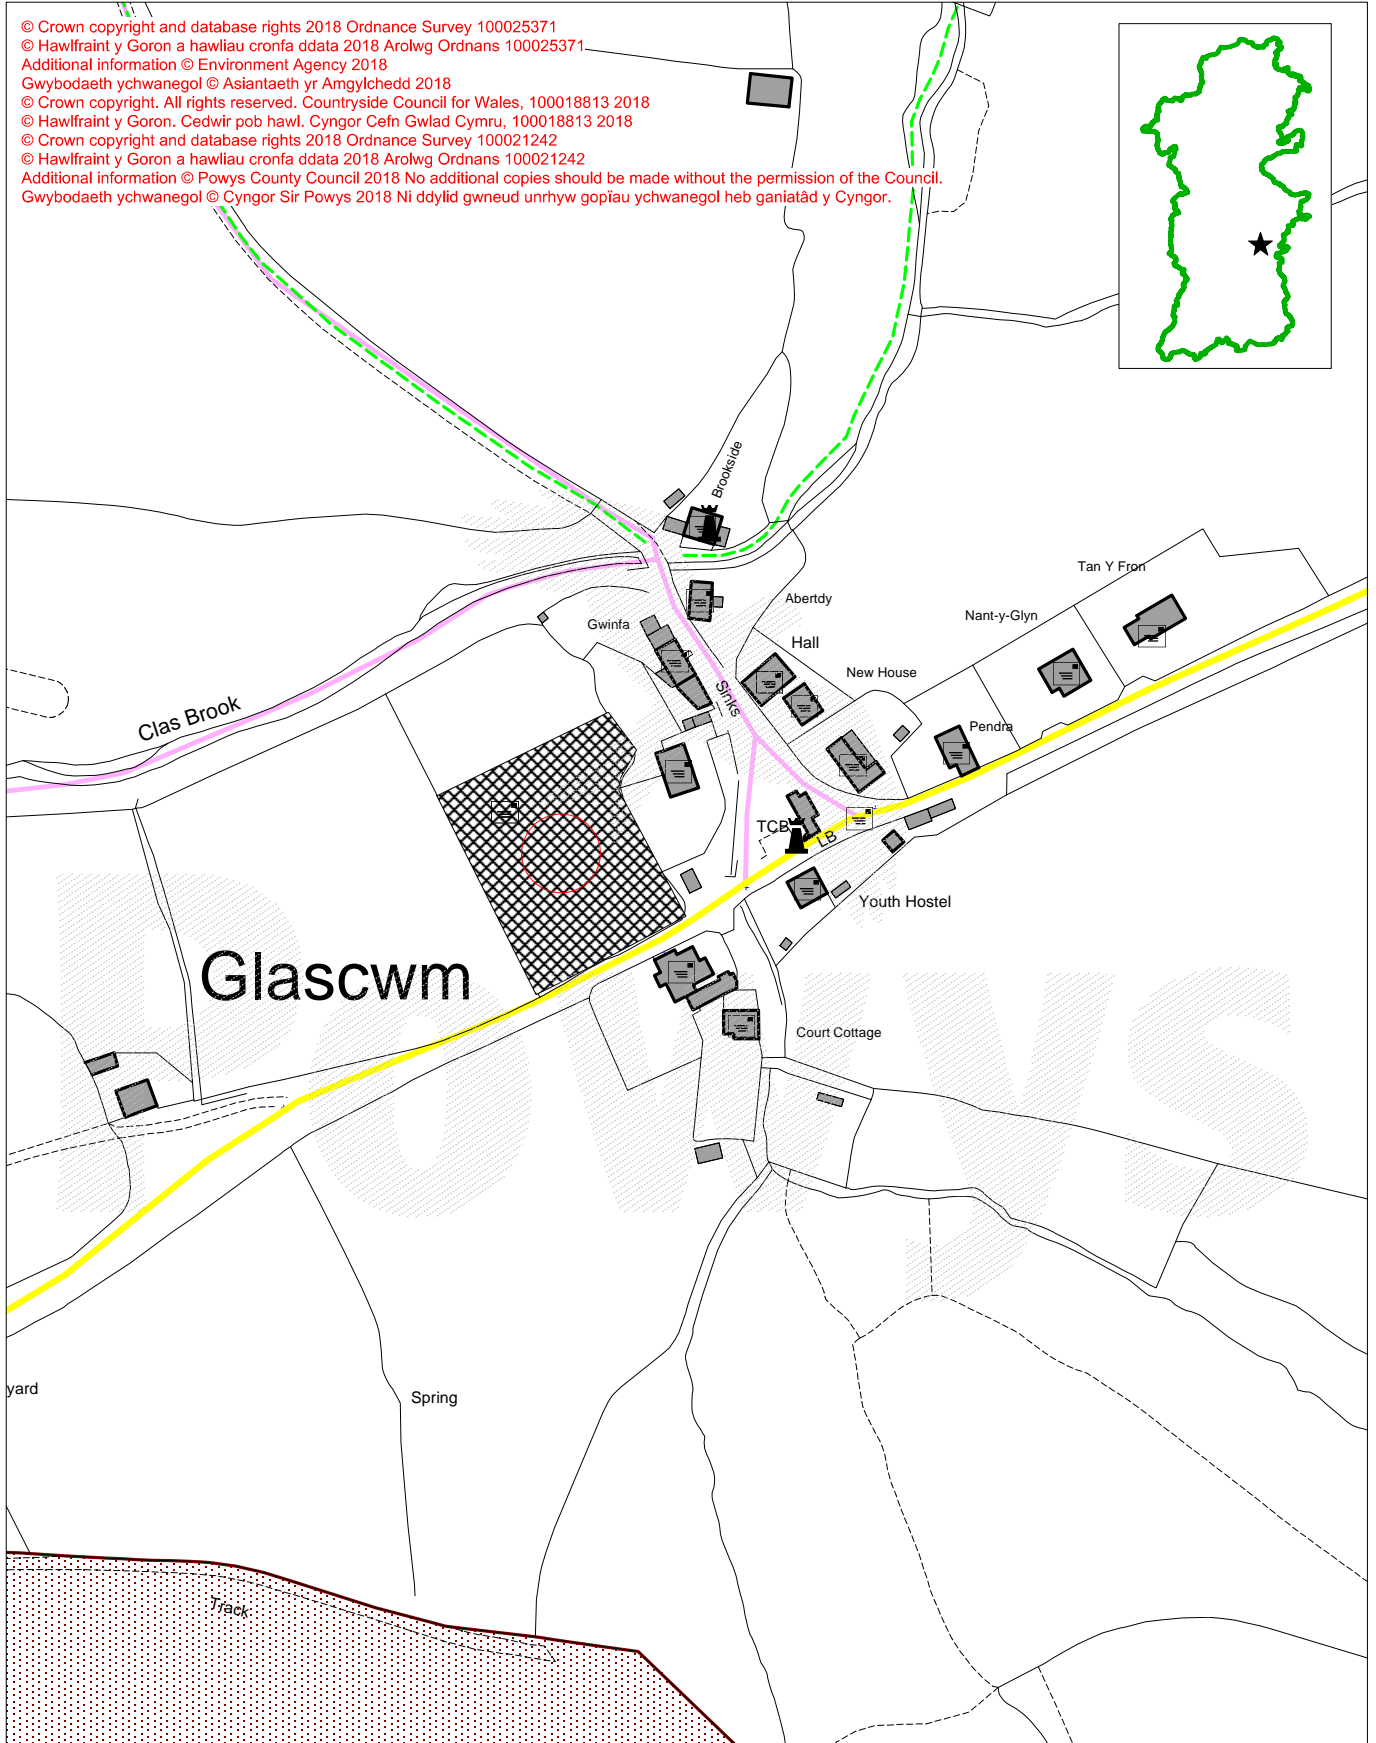 © Crown copyright and database rights 2018 Ordnance Survey 100025371
© Hawlfraint y Goron a hawliau cronfa ddata 2018 Arolwg Ordnans 100025371
Additional information © Environment Agency 2018
Gwybodaeth ychwanegol © Asiantaeth yr Amgylchedd 2018
© Crown copyright. All rights reserved. Countryside Council for Wales, 100018813 2018
© Hawlfraint y Goron. Cedwir pob hawl. Cyngor Cefn Gwlad Cymru, 100018813 2018
© Crown copyright and database rights 2018 Ordnance Survey 100021242
© Hawlfraint y Goron a hawliau cronfa ddata 2018 Arolwg Ordnans 100021242
Additional information © Powys County Council 2018 No additional copies should be made without the permission of the Council.
Gwybodaeth ychwanegol © Cyngor Sir Powys 2018 Ni ddylid gwneud unrhyw gopïau ychwanegol heb ganiatâd y Cyngor.
Brookside
Tan Y Fron
Abertdy
Nant-y-Glyn
Gwinfa
Hall
New House
Sinks
Clas Brook
Pendra
TCB
LB
Youth Hostel
Glascwm
Powys
Court Cottage
yard
Spring
Track